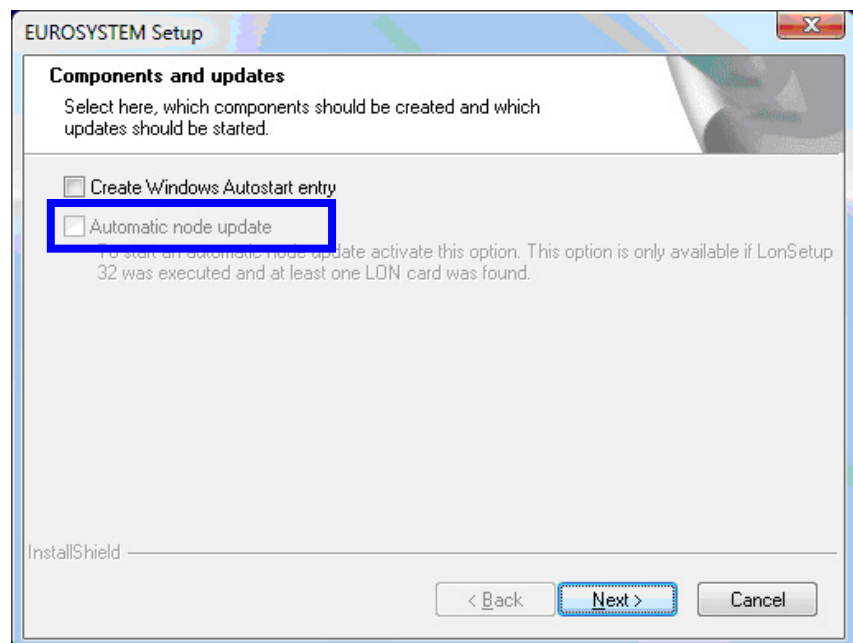 EUROSYSTEM Setup
Components and updates
Select here, which components should be created and which
updates should be started.
Create Windows Autostart entry
Automatic node update
To start an automatic node update activate this option. This option is only available if LonSetup
32 was executed and at least one LON card was found.
InstallShield
< Back
Next >
Cancel